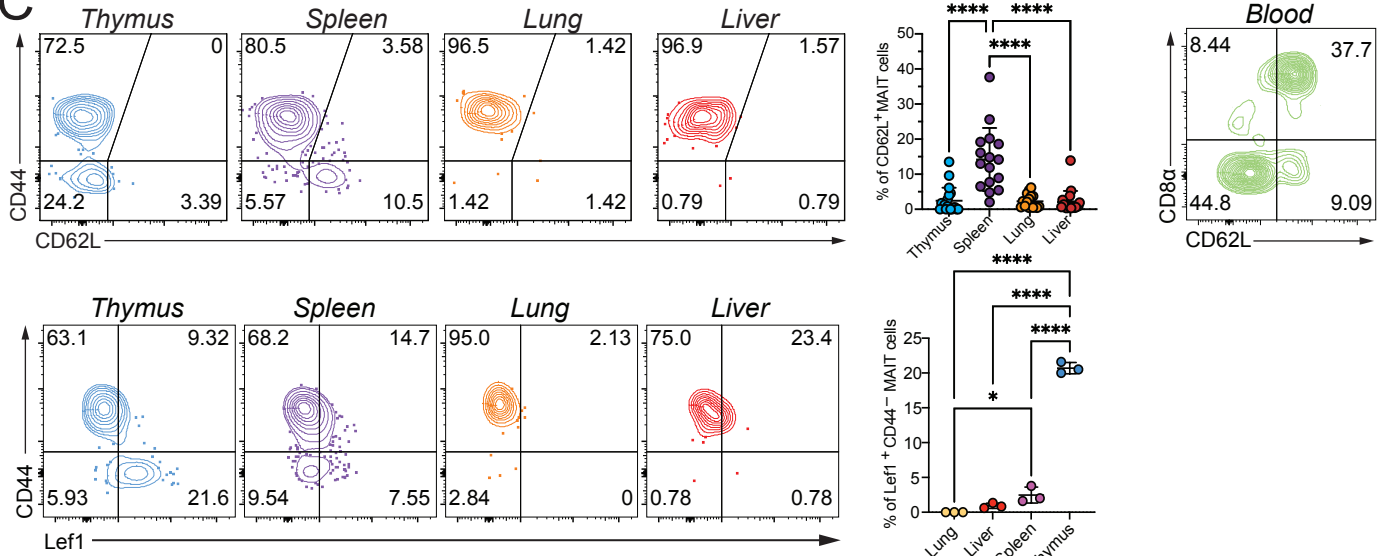 C
Thymus Spleen Lung Liver
72.5 0 80.5 3.58 96.5 1.42 96.9 1.57
24.2 3.39 5.57 10.5 1.42 1.42 0.79 0.79
CD44
CD62L
**** ****
****
% of CD62L+MAIT cells
50
40
30
20
10
0
Thymus Spleen Lung Liver
Blood
8.44 37.7
44.8 9.09
CD8α
CD62L
Thymus Spleen Lung Liver
63.1 9.32 68.2 14.7 95.0 2.13 75.0 23.4
5.93 21.6 9.54 7.55 2.84 0 0.78 0.78
CD44
Lef1
****
****
****
*
% of Lef1+CD44− MAIT cells
25
20
15
10
5
0
Lung Liver Spleen hymus